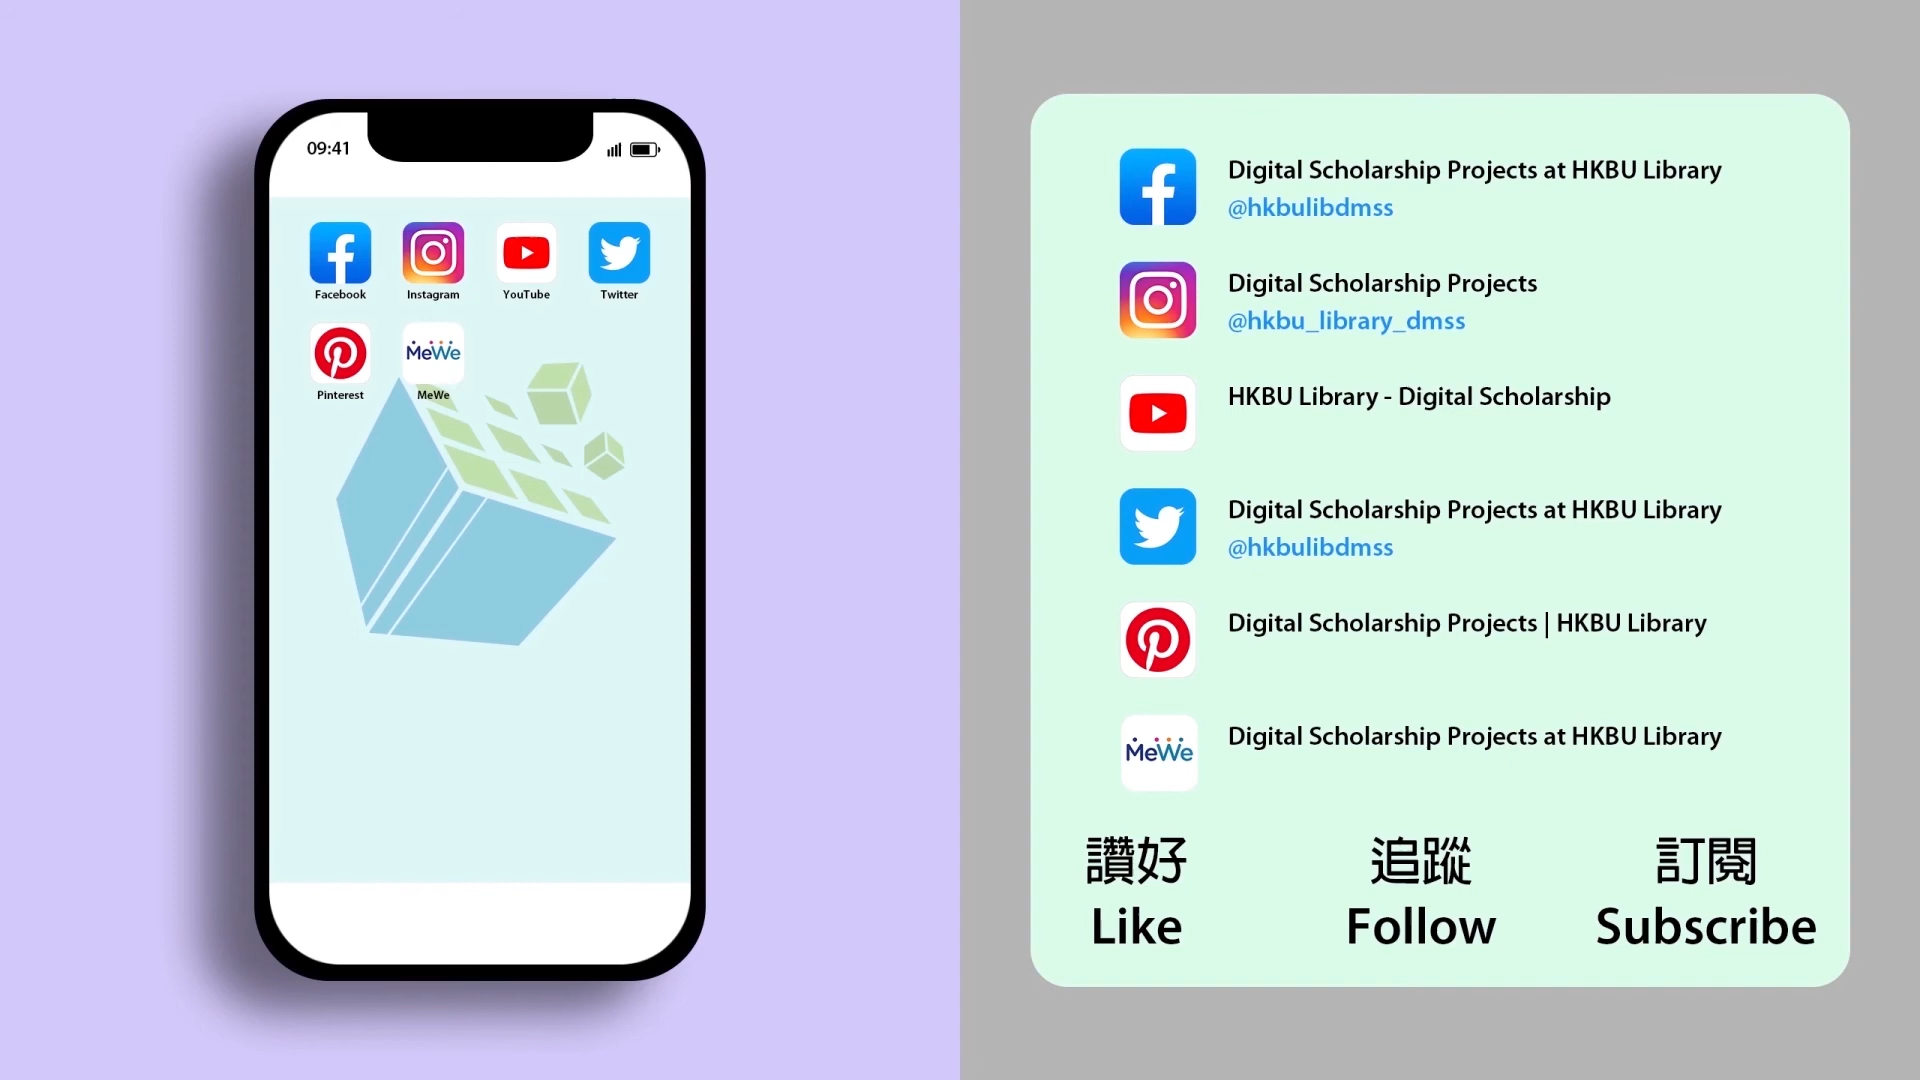 09:41
Facebook
Instagram
YouTube
Twitter
MeWe
Pinterest
MeWe
Digital Scholarship Projects at HKBU Library
@hkbulibdmss
Digital Scholarship Projects
@hkbu_library_dmss
HKBU Library - Digital Scholarship
Digital Scholarship Projects at HKBU Library
@hkbulibdmss
Digital Scholarship Projects | HKBU Library
MeWe
Digital Scholarship Projects at HKBU Library
讚好
追蹤
訂閱
Like
Follow
Subscribe